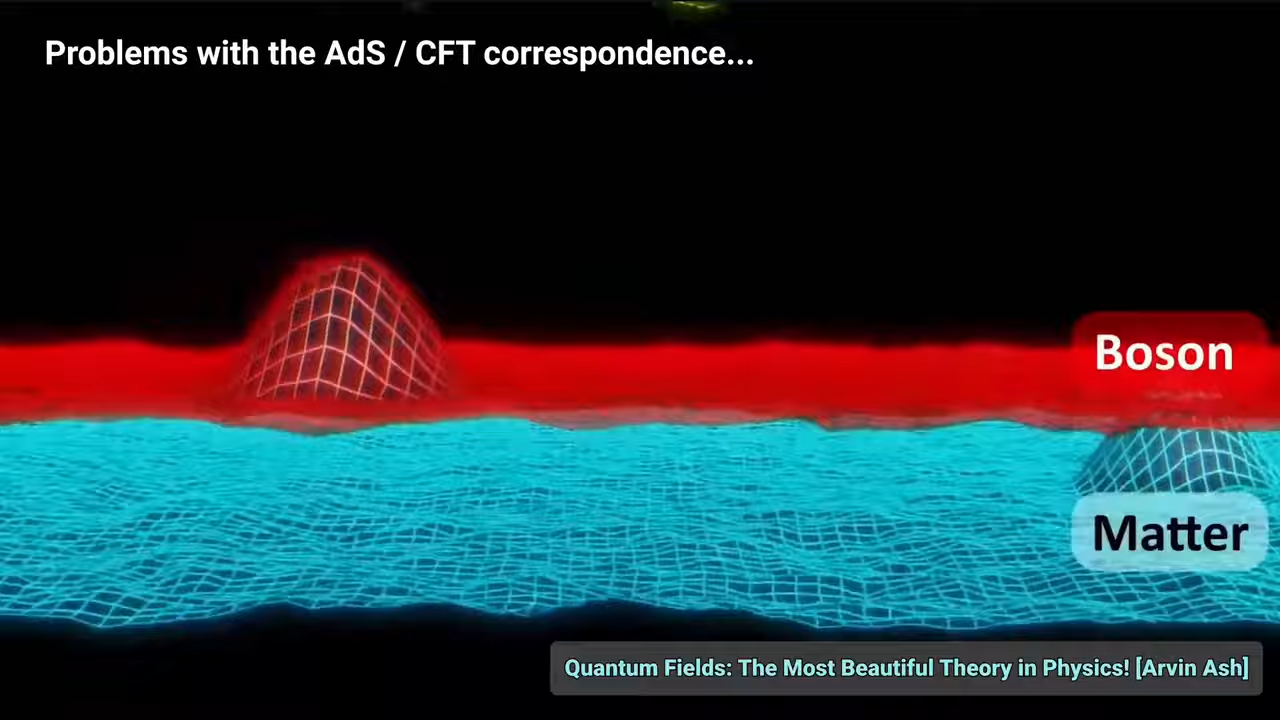 Problems with the AdS / CFT correspondence...
Boson
Matter
Quantum Fields: The Most Beautiful Theory in Physics! [Arvin Ash]